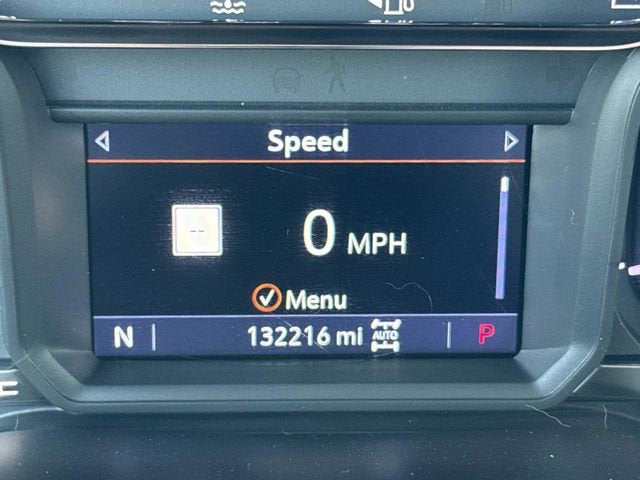 Speed
--
0 MPH
Menu
N 132216 mi AUTO P